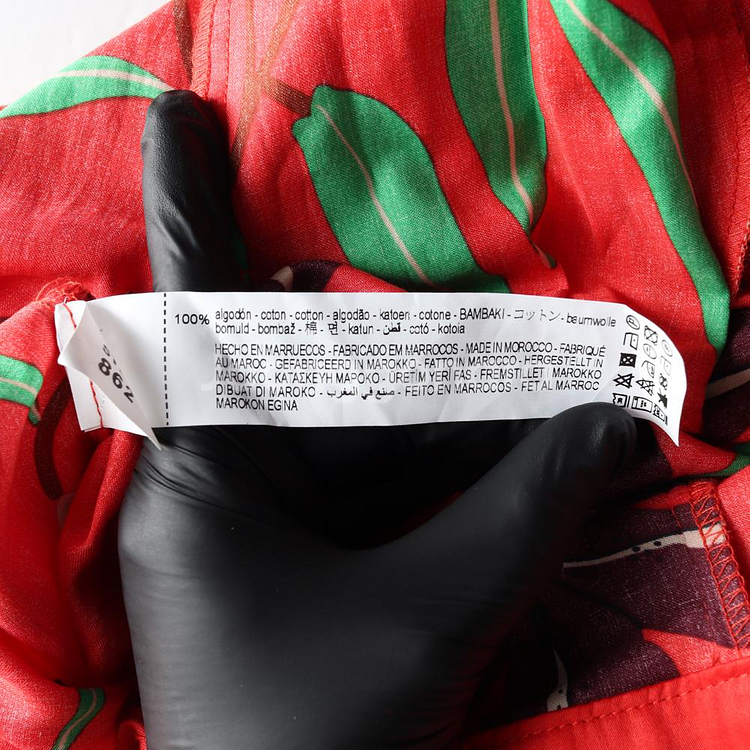 862
100% algodón - coton - cotton - algodão - katoen - cotone - BAMBAKI - コットン - baumwolle
bomuld - bombaž - 棉 - 면 - katun - قطن - cotó - kotoia
HECHO EN MARRUECOS - FABRICADO EM MARROCOS - MADE IN MOROCCO - FABRIQUÉ
AU MAROC - GEFABRICEERD IN MAROKKO - FATTO IN MAROCCO - HERGESTELLT IN
MAROKKO - ΚΑΤΑΣΚΕΥΗ ΜΑΡΟΚΟ - ÜRETİM YERİ FAS - FREMSTILLET I MAROKKO
DIBUAT DI MAROKO - صنع في المغرب - FEITO EN MARROCOS - FET AL MARROC
MAROKON EGINA